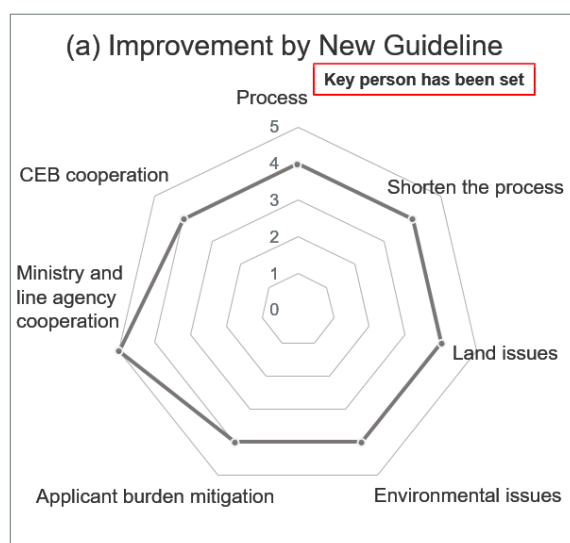 (a) Improvement by New Guideline
Key person has been set
Process
5
4
3
2
1
0
Shorten the process
Land issues
Environmental issues
Applicant burden mitigation
Ministry and
line agency
cooperation
CEB cooperation